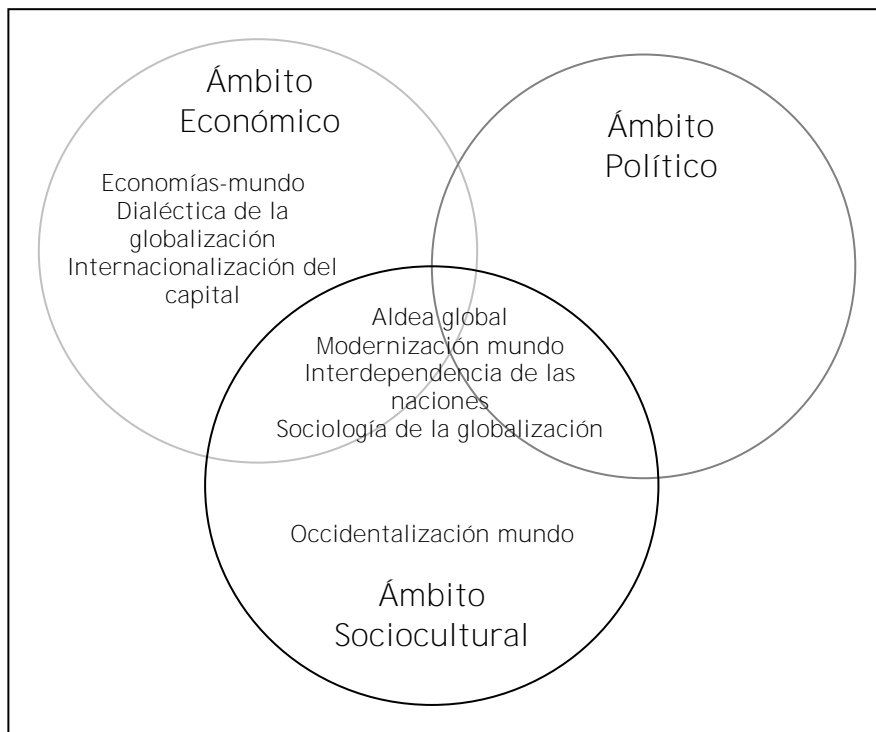 Ámbito
Económico
Economías-mundo
Dialéctica de la
globalización
Internacionalización del
capital
Ámbito
Político
Aldea global
Modernización mundo
Interdependencia de las
naciones
Sociología de la globalización
Occidentalización mundo
Ámbito
Sociocultural